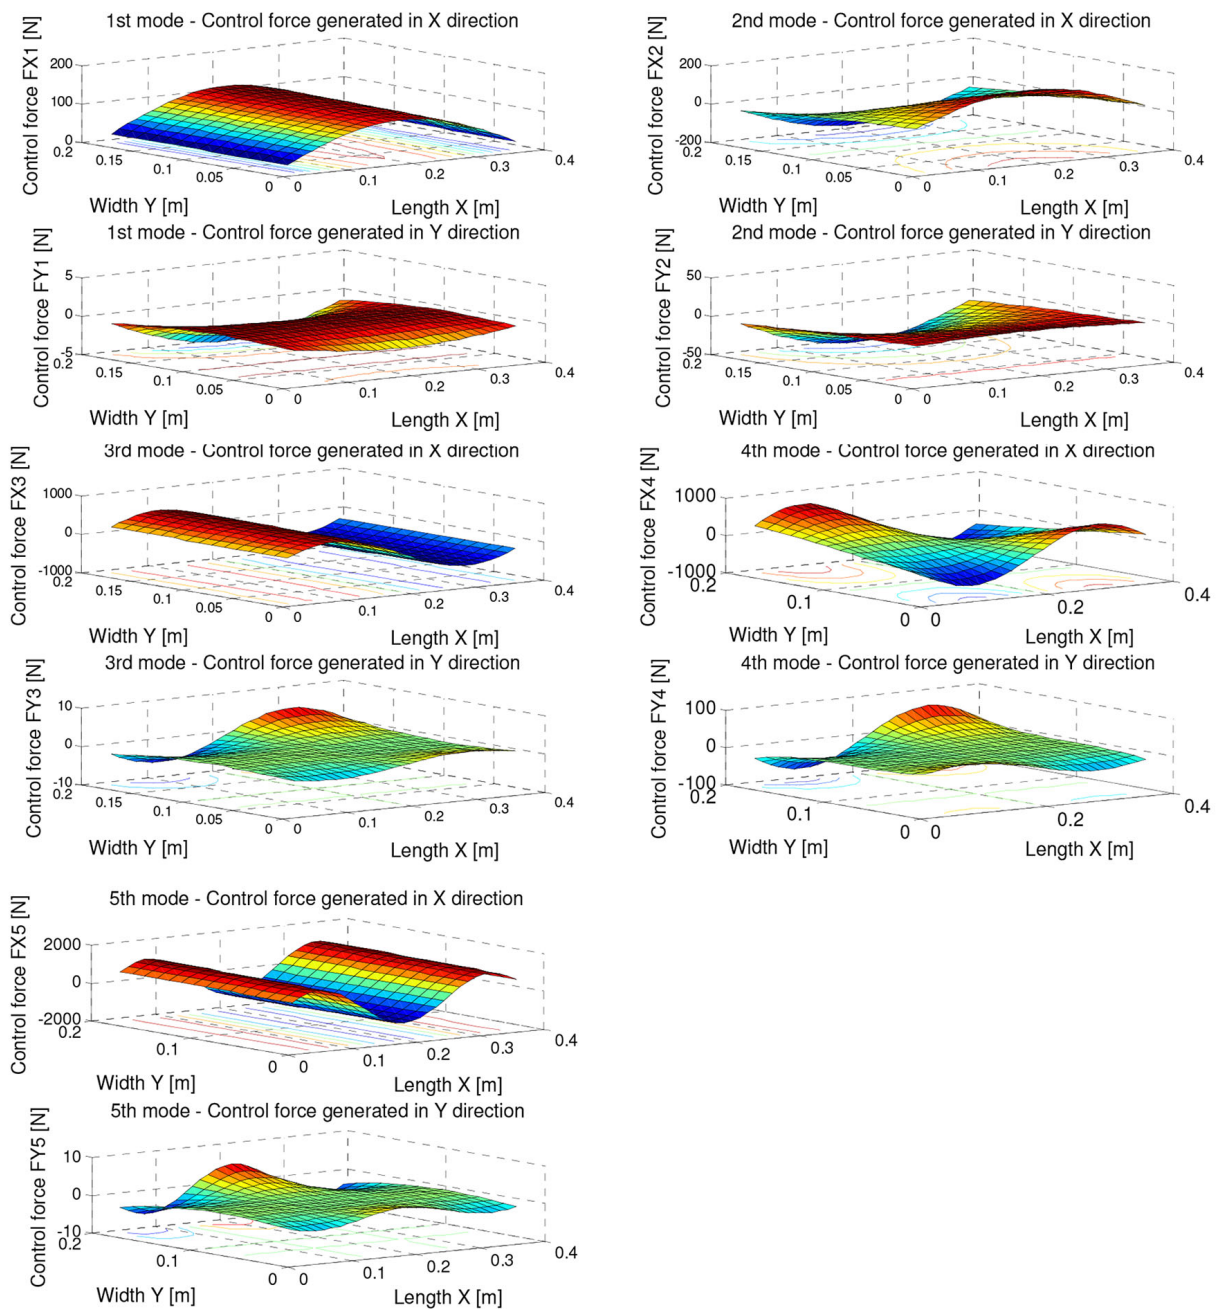 1st mode - Control force generated in X direction
Control force FX1 [N]
200
100
0
0.2
0.15
0.1
0.05
0
0
0.1
0.2
0.3
0.4
Width Y [m]
Length X [m]
2nd mode - Control force generated in X direction
Control force FX2 [N]
200
0
-200
0.2
0.15
0.1
0.05
0
0
0.1
0.2
0.3
0.4
Width Y [m]
Length X [m]
1st mode - Control force generated in Y direction
Control force FY1 [N]
5
0
-5
0.2
0.15
0.1
0.05
0
0
0.1
0.2
0.3
0.4
Width Y [m]
Length X [m]
2nd mode - Control force generated in Y direction
Control force FY2 [N]
50
0
-50
0.2
0.15
0.1
0.05
0
0
0.1
0.2
0.3
0.4
Width Y [m]
Length X [m]
3rd mode - Control force generated in X direction
Control force FX3 [N]
1000
0
-1000
0.2
0.15
0.1
0.05
0
0
0.1
0.2
0.3
0.4
Width Y [m]
Length X [m]
4th mode - Control force generated in X direction
Control force FX4 [N]
1000
0
-1000
0.2
0.1
0
0
0.2
0.4
Width Y [m]
Length X [m]
3rd mode - Control force generated in Y direction
Control force FY3 [N]
10
0
-10
0.2
0.15
0.1
0.05
0
0
0.1
0.2
0.3
0.4
Width Y [m]
Length X [m]
4th mode - Control force generated in Y direction
Control force FY4 [N]
100
0
-100
0.2
0.1
0
0
0.2
0.4
Width Y [m]
Length X [m]
5th mode - Control force generated in X direction
Control force FX5 [N]
2000
0
-2000
0.2
0.1
0
0
0.1
0.2
0.3
0.4
Width Y [m]
Length X [m]
5th mode - Control force generated in Y direction
Control force FY5 [N]
10
0
-10
0.2
0.1
0
0
0.1
0.2
0.3
0.4
Width Y [m]
Length X [m]